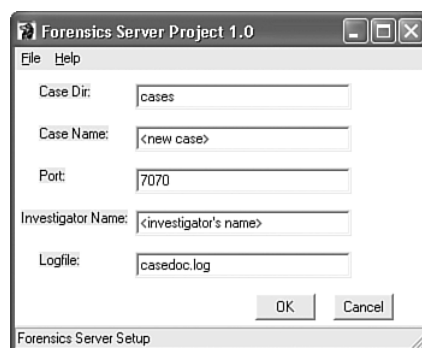 Forensics Server Project 1.0
File Help
Case Dir: cases
Case Name: <new case>
Port: 7070
Investigator Name: <investigator's name>
Logfile: casedoc.log
OK Cancel
Forensics Server Setup